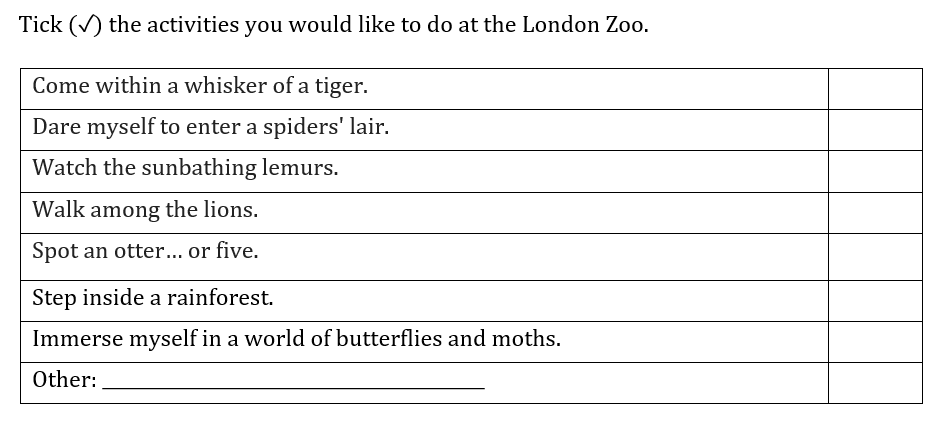 Tick (✓) the activities you would like to do at the London Zoo.
Come within a whisker of a tiger.
Dare myself to enter a spiders' lair.
Watch the sunbathing lemurs.
Walk among the lions.
Spot an otter... or five.
Step inside a rainforest.
Immerse myself in a world of butterflies and moths.
Other: ___________________________________